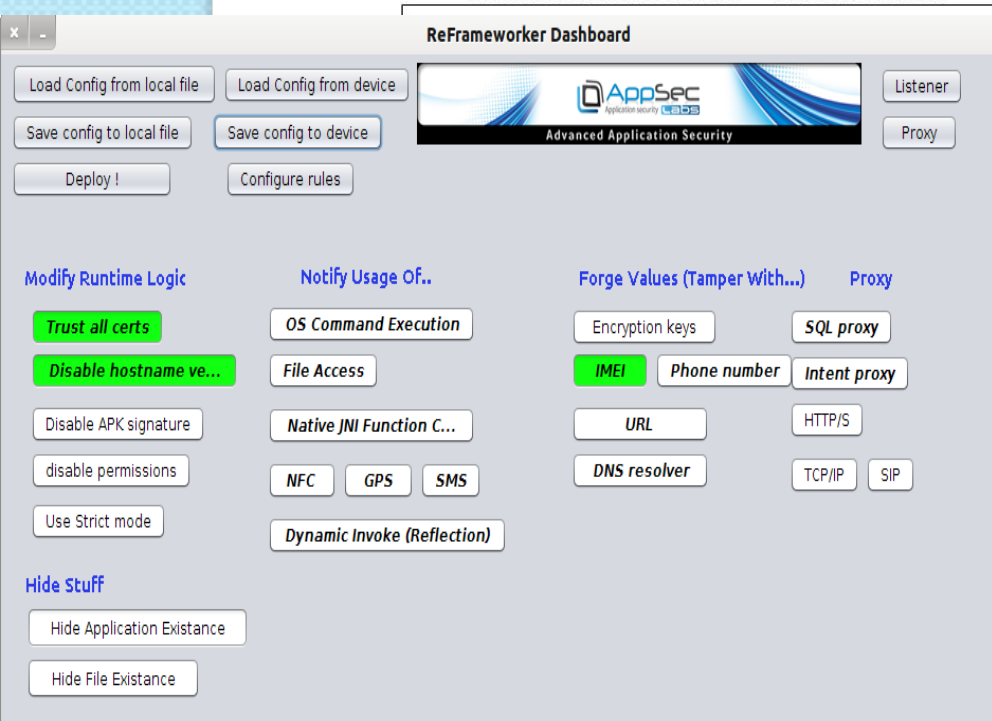 x - ReFrameworker Dashboard
Load Config from local file Load Config from device Listener
AppSec
Application security Labs
Save config to local file Save config to device Advanced Application Security Proxy
Deploy ! Configure rules
Modify Runtime Logic Notify Usage Of.. Forge Values (Tamper With...) Proxy
Trust all certs OS Command Execution Encryption keys SQL proxy
Disable hostname ve... File Access IMEI Phone number Intent proxy
Disable APK signature Native JNI Function C... URL HTTP/S
disable permissions NFC GPS SMS DNS resolver TCP/IP SIP
Use Strict mode Dynamic Invoke (Reflection)
Hide Stuff
Hide Application Existance
Hide File Existance